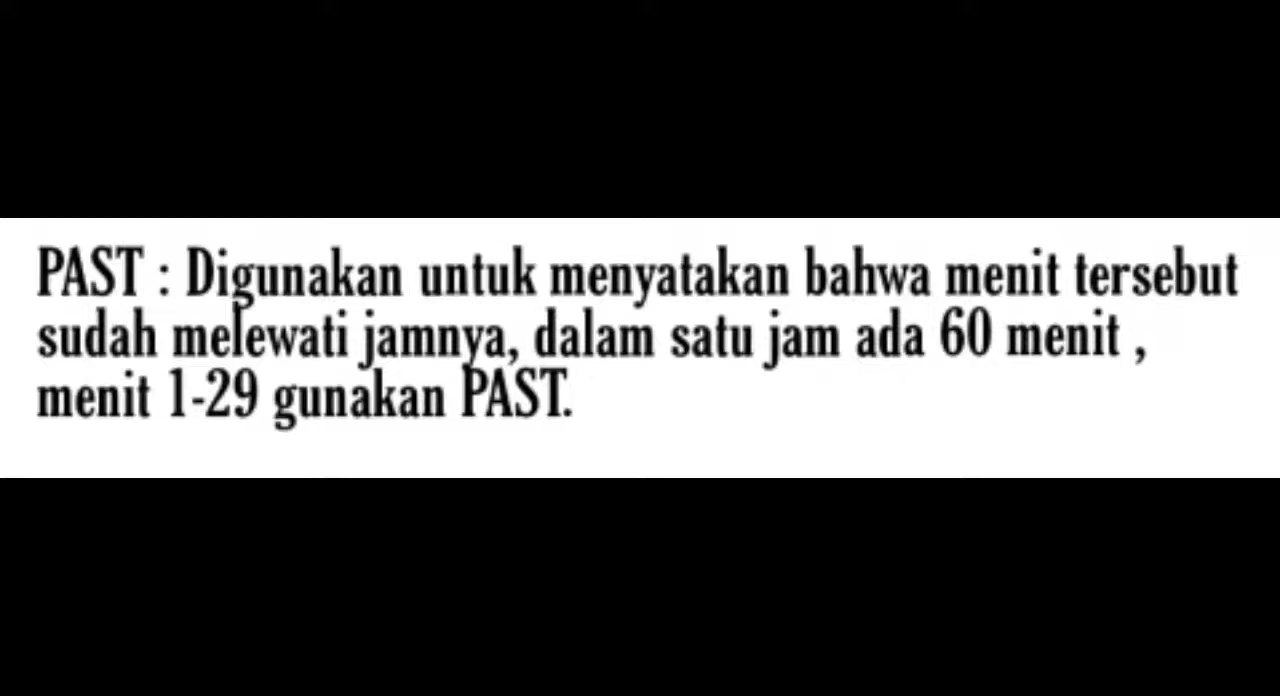 PAST : Digunakan untuk menyatakan bahwa menit tersebut
sudah melewati jamnya, dalam satu jam ada 60 menit ,
menit 1-29 gunakan PAST.